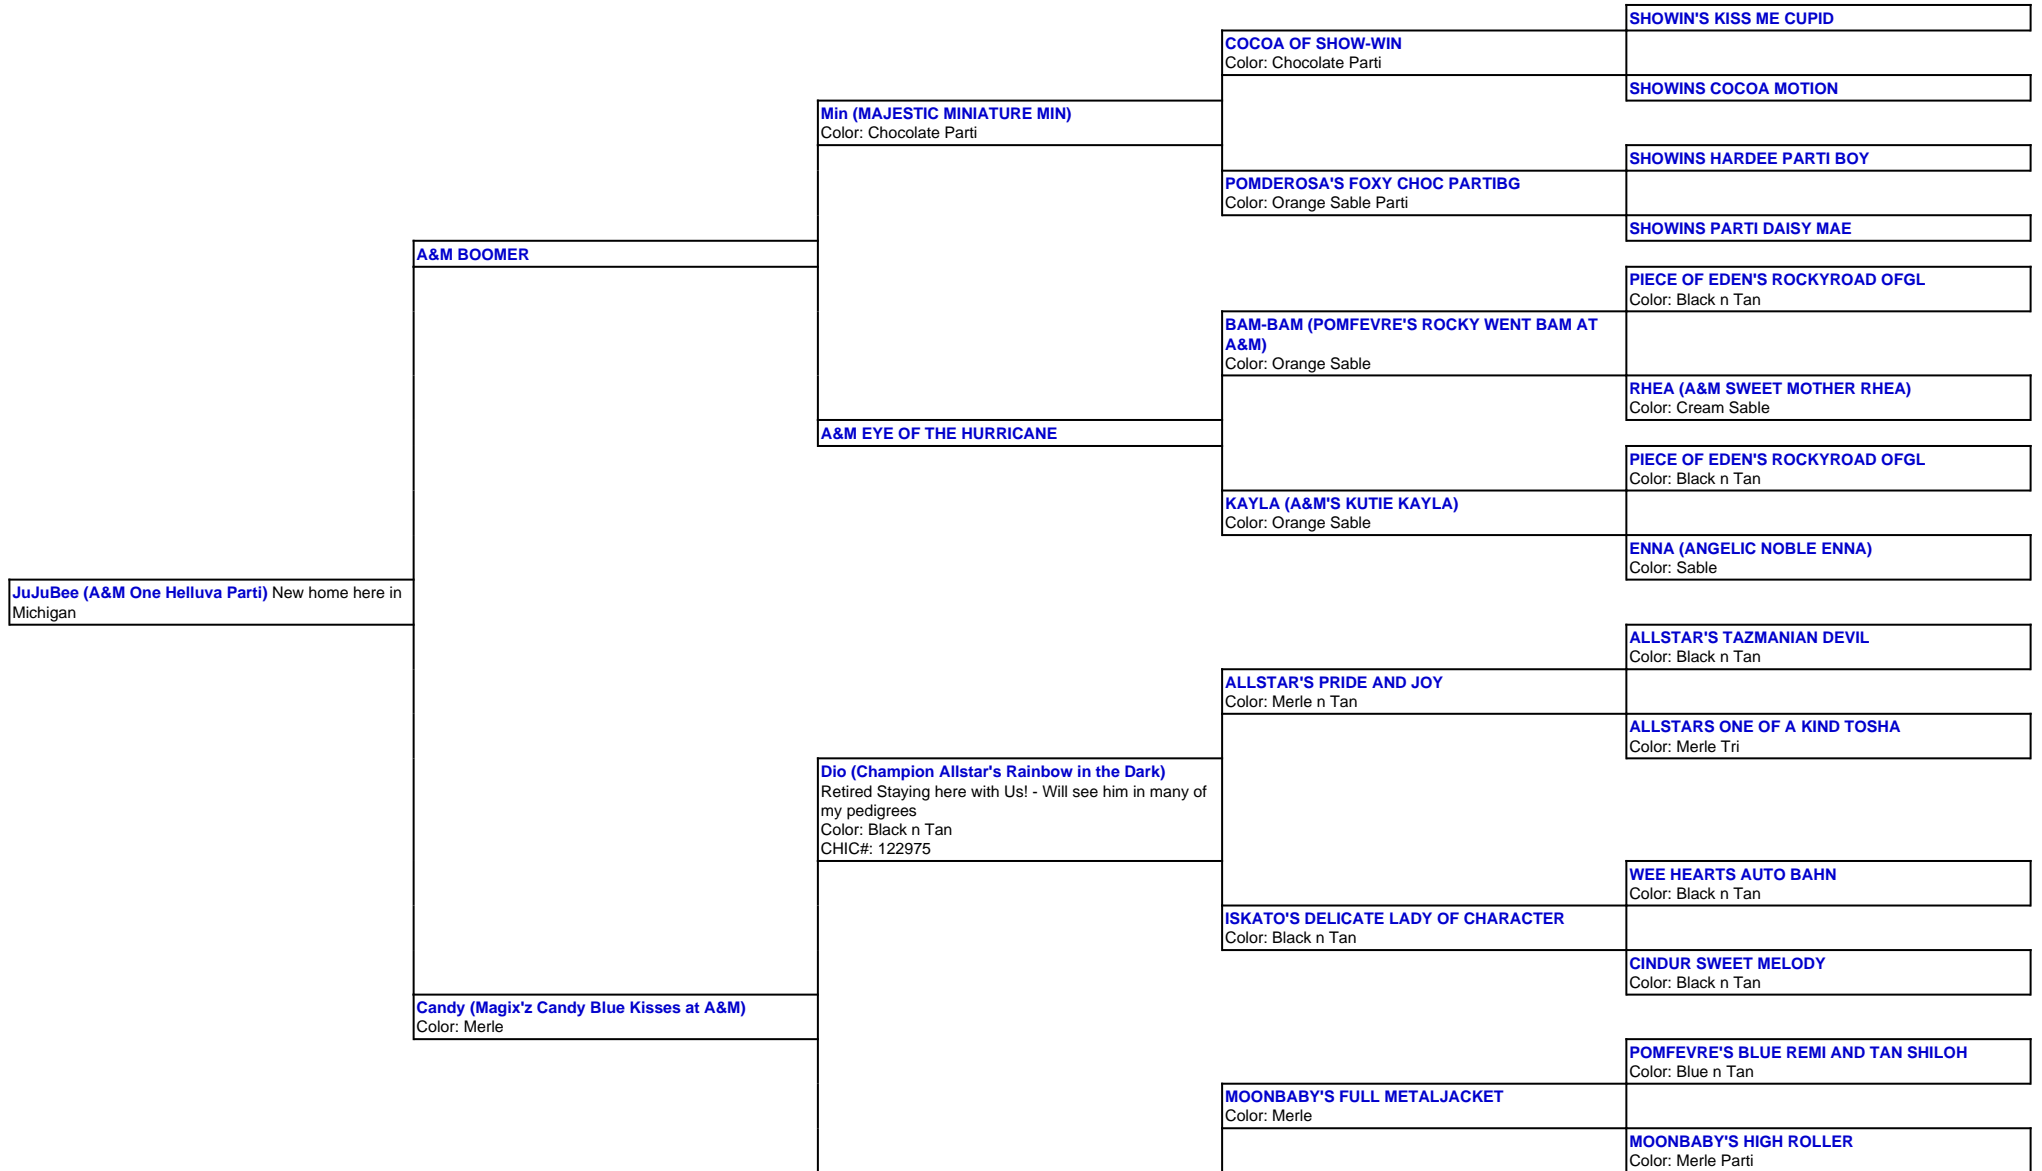 SHOWIN'S KISS ME CUPID
COCOA OF SHOW-WIN
Color: Chocolate Parti
SHOWINS COCOA MOTION
Min (MAJESTIC MINIATURE MIN)
Color: Chocolate Parti
SHOWINS HARDEE PARTI BOY
POMDEROSA'S FOXY CHOC PARTIBG
Color: Orange Sable Parti
SHOWINS PARTI DAISY MAE
A&M BOOMER
PIECE OF EDEN'S ROCKYROAD OFGL
Color: Black n Tan
BAM-BAM (POMFEVRE'S ROCKY WENT BAM AT
A&M)
Color: Orange Sable
RHEA (A&M SWEET MOTHER RHEA)
Color: Cream Sable
A&M EYE OF THE HURRICANE
PIECE OF EDEN'S ROCKYROAD OFGL
Color: Black n Tan
KAYLA (A&M'S KUTIE KAYLA)
Color: Orange Sable
ENNA (ANGELIC NOBLE ENNA)
Color: Sable
JuJuBee (A&M One Helluva Parti) New home here in
Michigan
ALLSTAR'S TAZMANIAN DEVIL
Color: Black n Tan
ALLSTAR'S PRIDE AND JOY
Color: Merle n Tan
ALLSTARS ONE OF A KIND TOSHA
Color: Merle Tri
Dio (Champion Allstar's Rainbow in the Dark)
Retired Staying here with Us! - Will see him in many of
my pedigrees
Color: Black n Tan
CHIC#: 122975
WEE HEARTS AUTO BAHN
Color: Black n Tan
ISKATO'S DELICATE LADY OF CHARACTER
Color: Black n Tan
CINDUR SWEET MELODY
Color: Black n Tan
Candy (Magix'z Candy Blue Kisses at A&M)
Color: Merle
POMFEVRE'S BLUE REMI AND TAN SHILOH
Color: Blue n Tan
MOONBABY'S FULL METALJACKET
Color: Merle
MOONBABY'S HIGH ROLLER
Color: Merle Parti